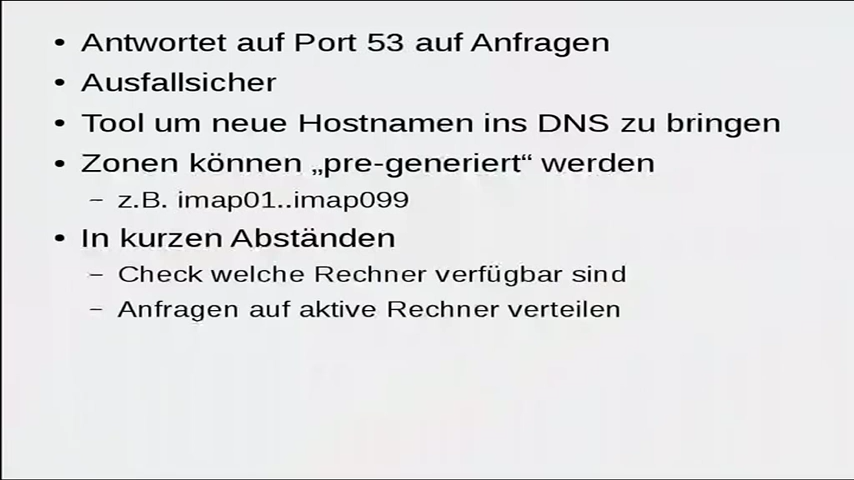 • Antwortet auf Port 53 auf Anfragen
• Ausfallsicher
• Tool um neue Hostnamen ins DNS zu bringen
• Zonen können „pre-generiert“ werden
– z.B. imap01..imap099
• In kurzen Abständen
– Check welche Rechner verfügbar sind
– Anfragen auf aktive Rechner verteilen